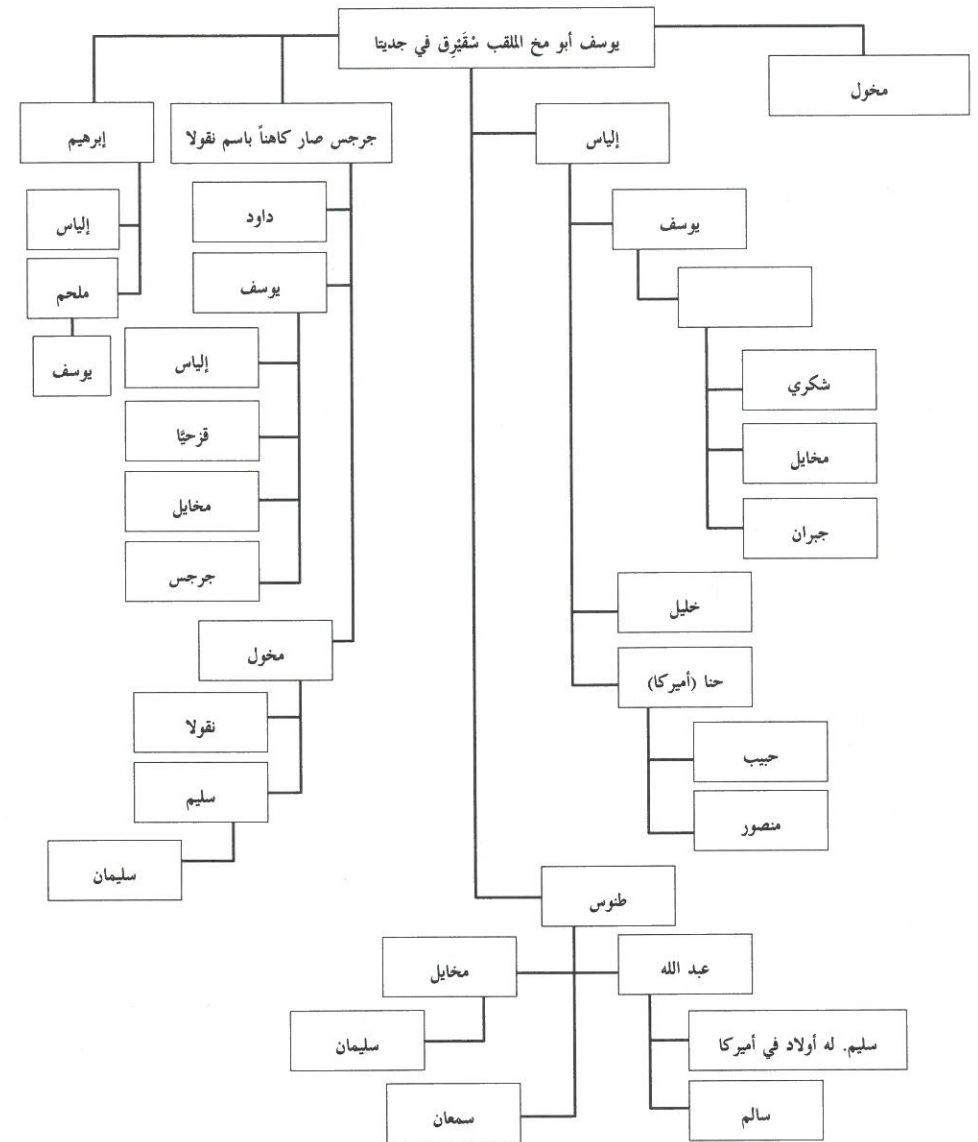 يوسف أبو مخ الملقب سْقَيْرِق في جديتا
مخول
إلياس
يوسف
شكري
مخايل
جبران
خليل
حنا (أميركا)
حبيب
منصور
طنوس
عبد الله
سليم. له أولاد في أميركا
سالم
مخايل
سليمان
سمعان
جرجس صار كاهناً باسم نقولا
داود
يوسف
إلياس
قزحيّا
مخايل
جرجس
مخول
نقولا
سليم
سليمان
إبرهيم
إلياس
ملحم
يوسف